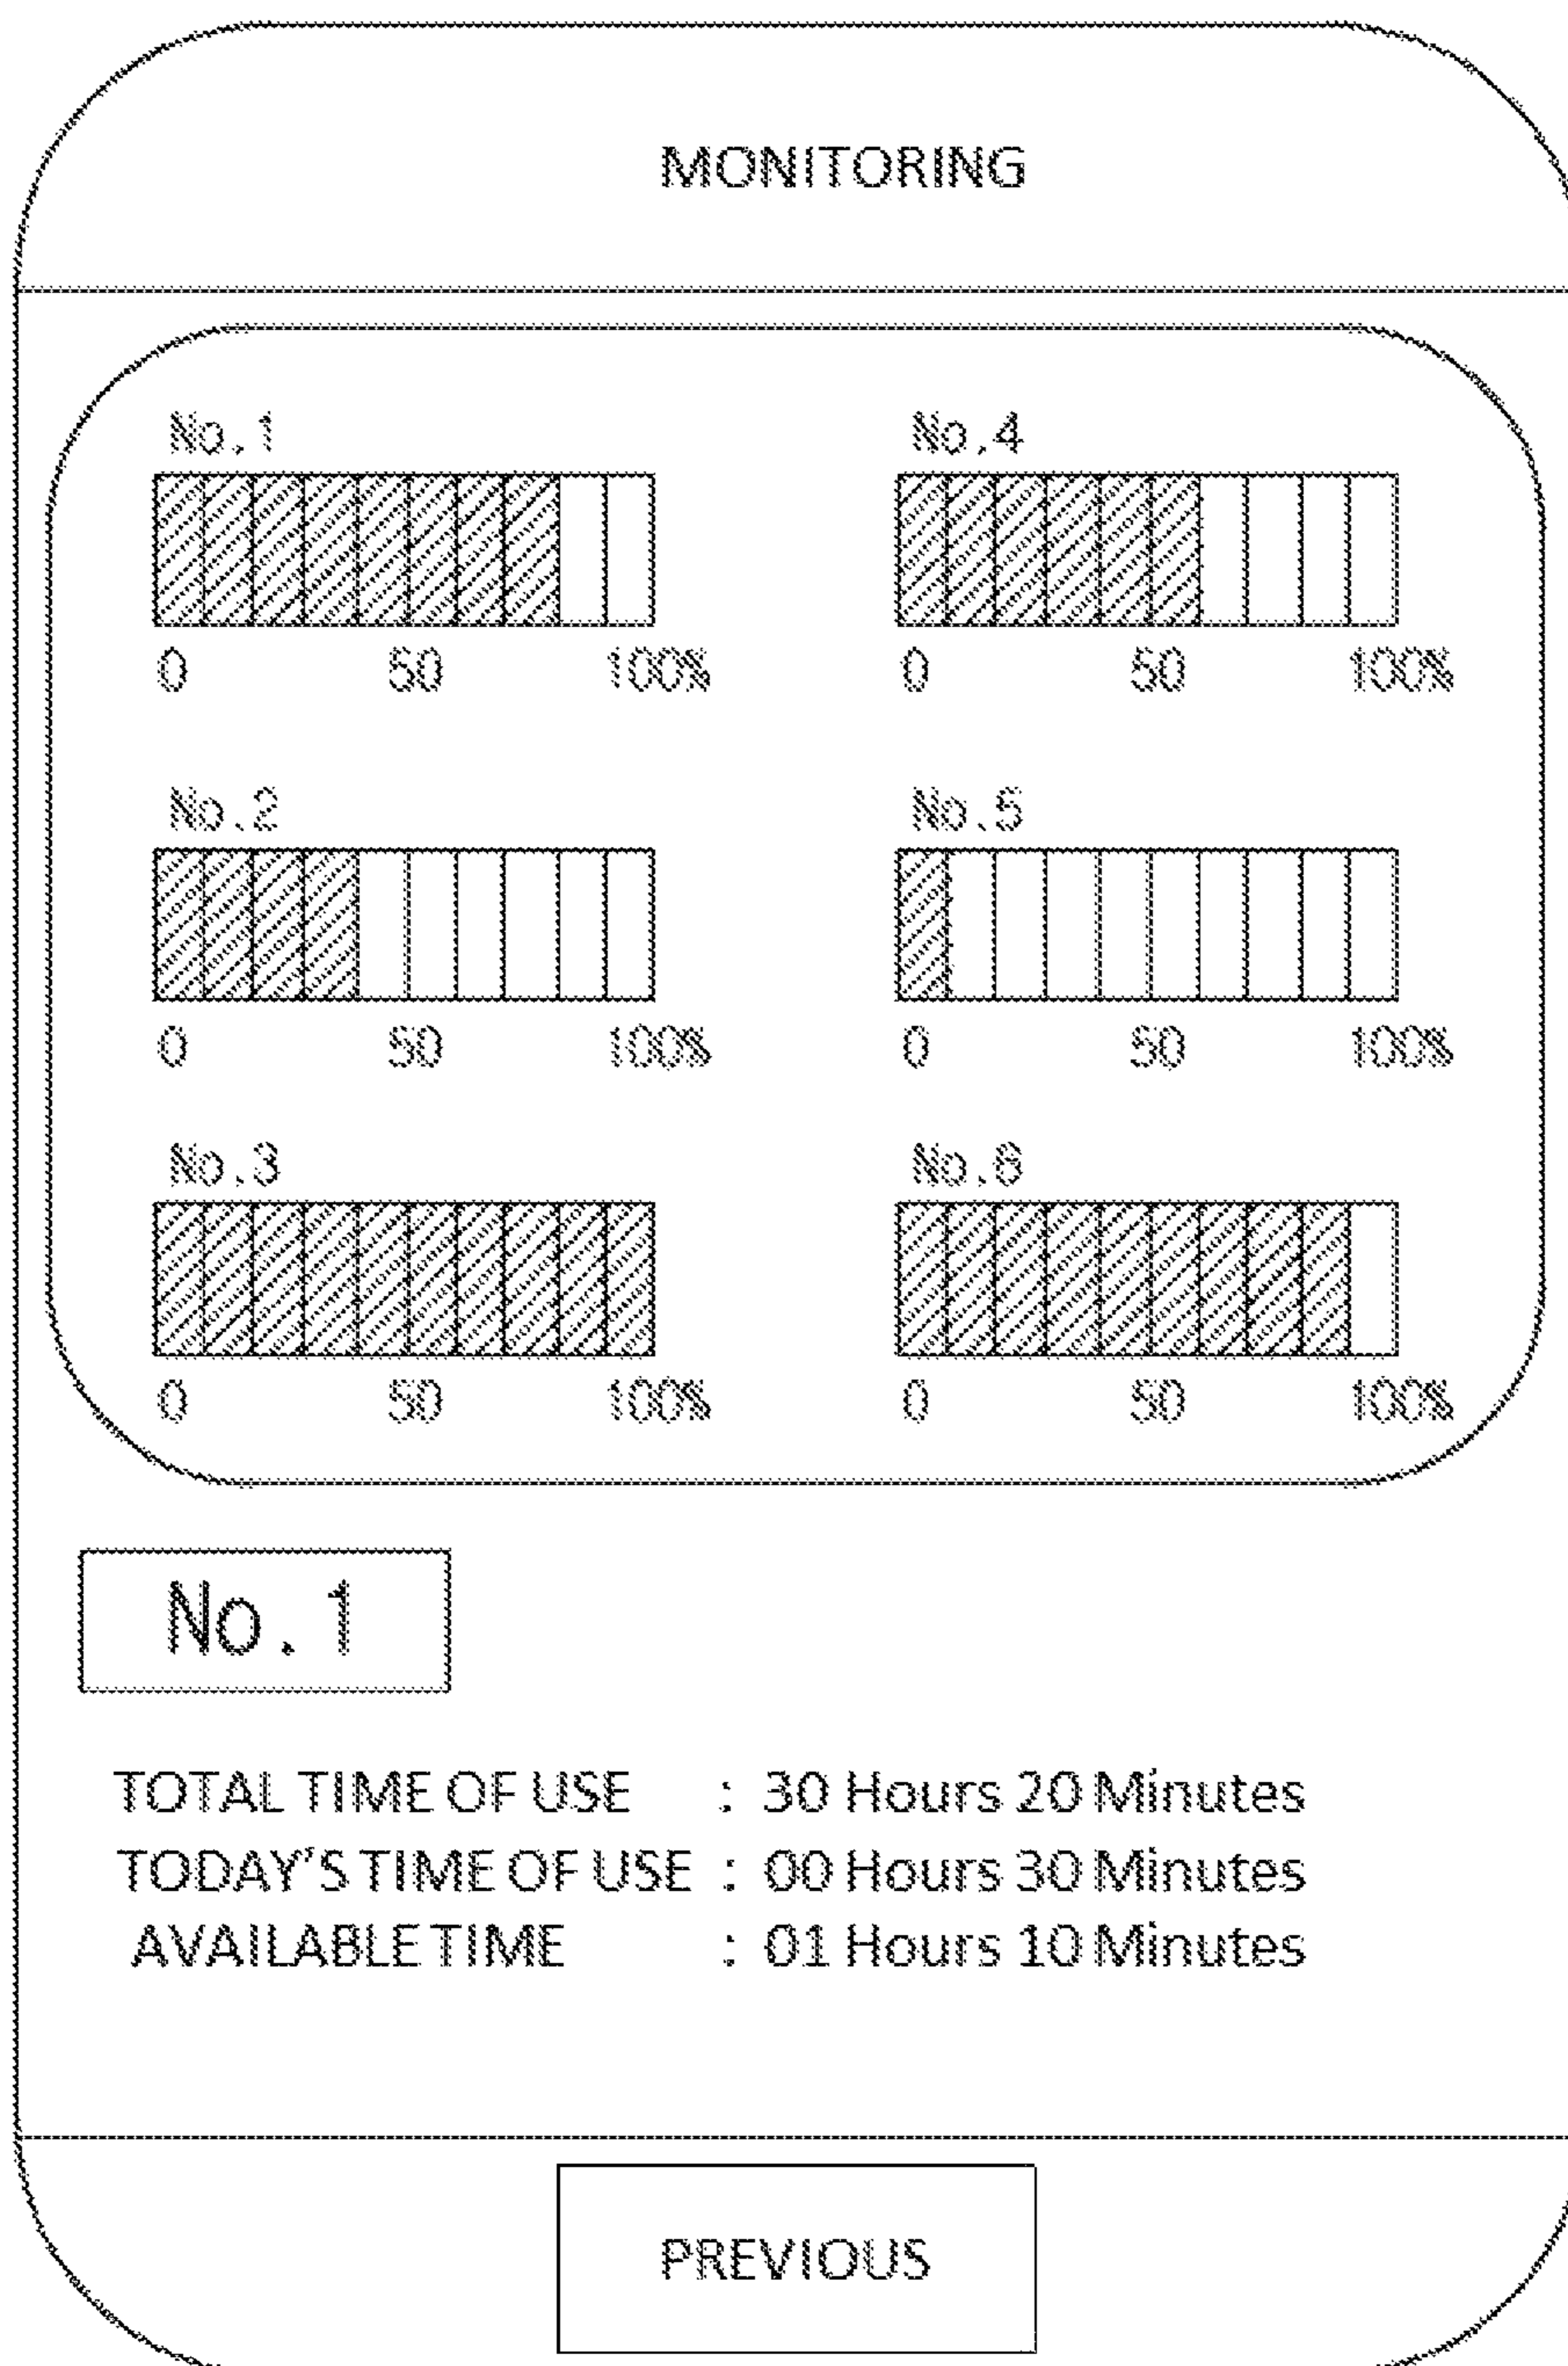 MONITORING
No.1 No.4
0 50 100% 0 50 100%
No.2 No.5
0 50 100% 0 50 100%
No.3 No.6
0 50 100% 0 50 100%
No. 1
TOTAL TIME OF USE : 30 Hours 20 Minutes
TODAY'S TIME OF USE : 00 Hours 30 Minutes
AVAILABLE TIME : 01 Hours 10 Minutes
PREVIOUS